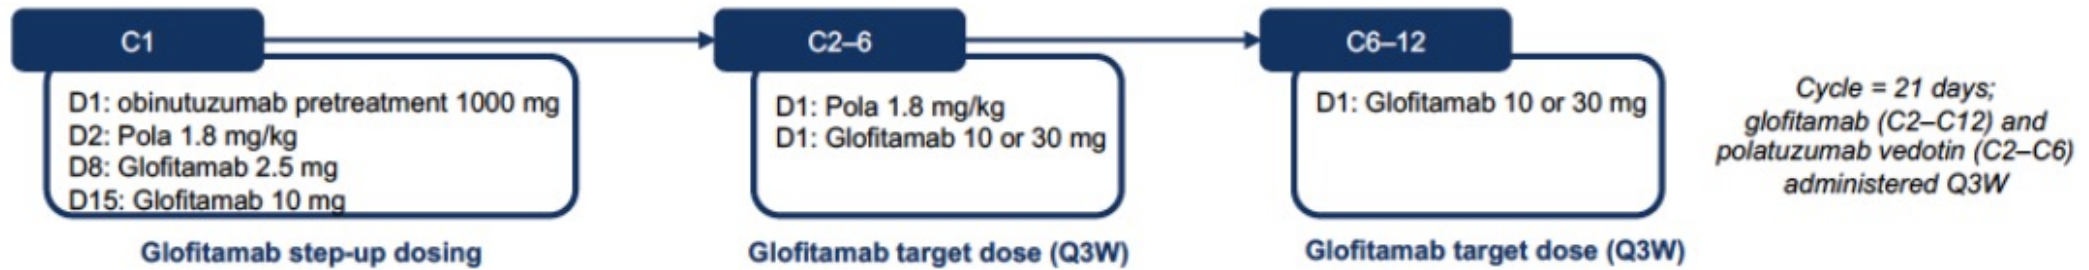 C1
D1: obinutuzumab pretreatment 1000 mg
D2: Pola 1.8 mg/kg
D8: Glofitamab 2.5 mg
D15: Glofitamab 10 mg
Glofitamab step-up dosing
C2–6
D1: Pola 1.8 mg/kg
D1: Glofitamab 10 or 30 mg
Glofitamab target dose (Q3W)
C6–12
D1: Glofitamab 10 or 30 mg
Glofitamab target dose (Q3W)
Cycle = 21 days;
glofitamab (C2–C12) and
polatuzumab vedotin (C2–C6)
administered Q3W